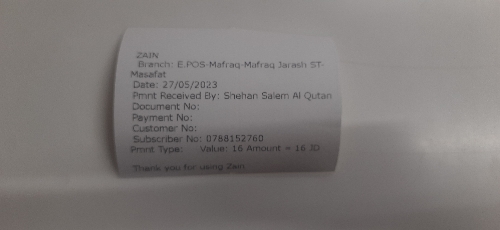 ZAIN
Branch: E.POS-Mafraq-Mafraq Jarash ST-
Masafat
Date: 27/05/2023
Pmnt Received By: Shehan Salem Al Qutan
Document No:
Payment No:
Customer No:
Subscriber No: 0788152760
Pmnt Type: Value: 16 Amount = 16 JD
Thank you for using Zain